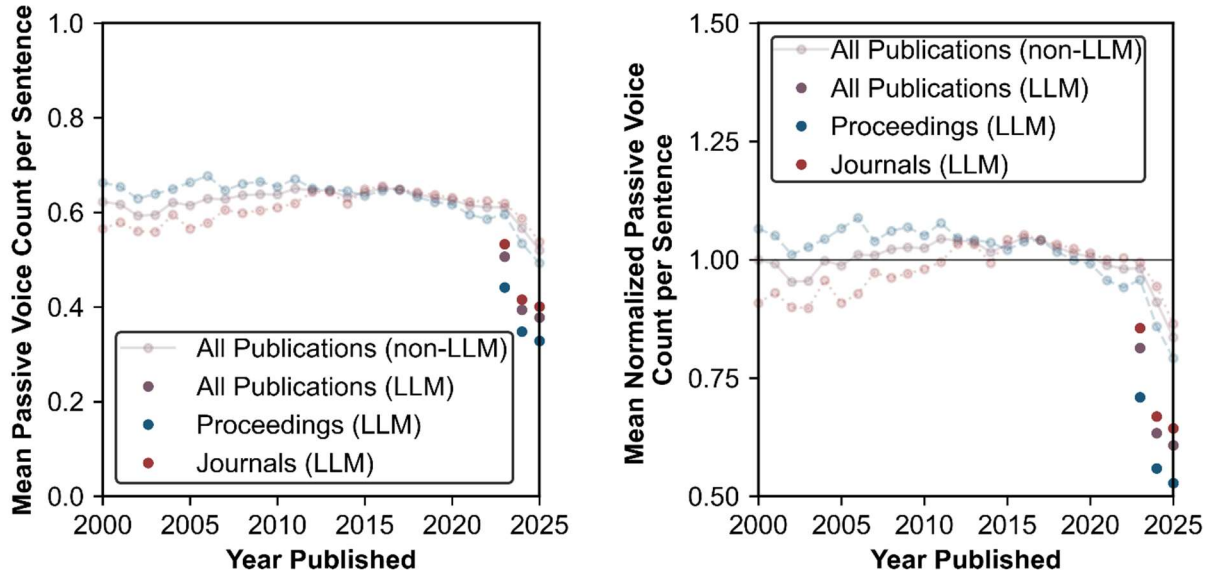 Mean Passive Voice Count per Sentence
1.0
0.8
0.6
0.4
0.2
0.0
All Publications (non-LLM)
All Publications (LLM)
Proceedings (LLM)
Journals (LLM)
2000 2005 2010 2015 2020 2025
Year Published
Mean Normalized Passive Voice
Count per Sentence
1.50
1.25
1.00
0.75
0.50
All Publications (non-LLM)
All Publications (LLM)
Proceedings (LLM)
Journals (LLM)
2000 2005 2010 2015 2020 2025
Year Published